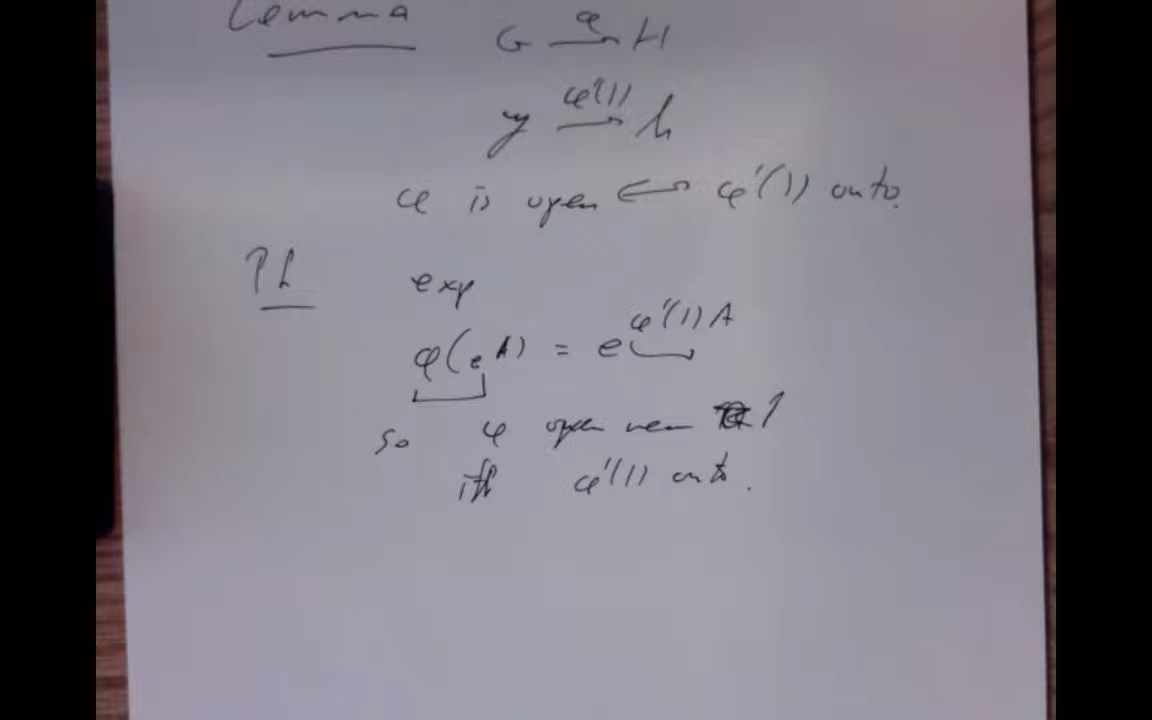 Lemma G φ→ H
𝔤 φ'(1)→ 𝔥
φ is open ⟺ φ'(1) onto.
Pf exp
φ(e^A) = e^φ'(1)A
so φ open near 1
iff φ'(1) onto.